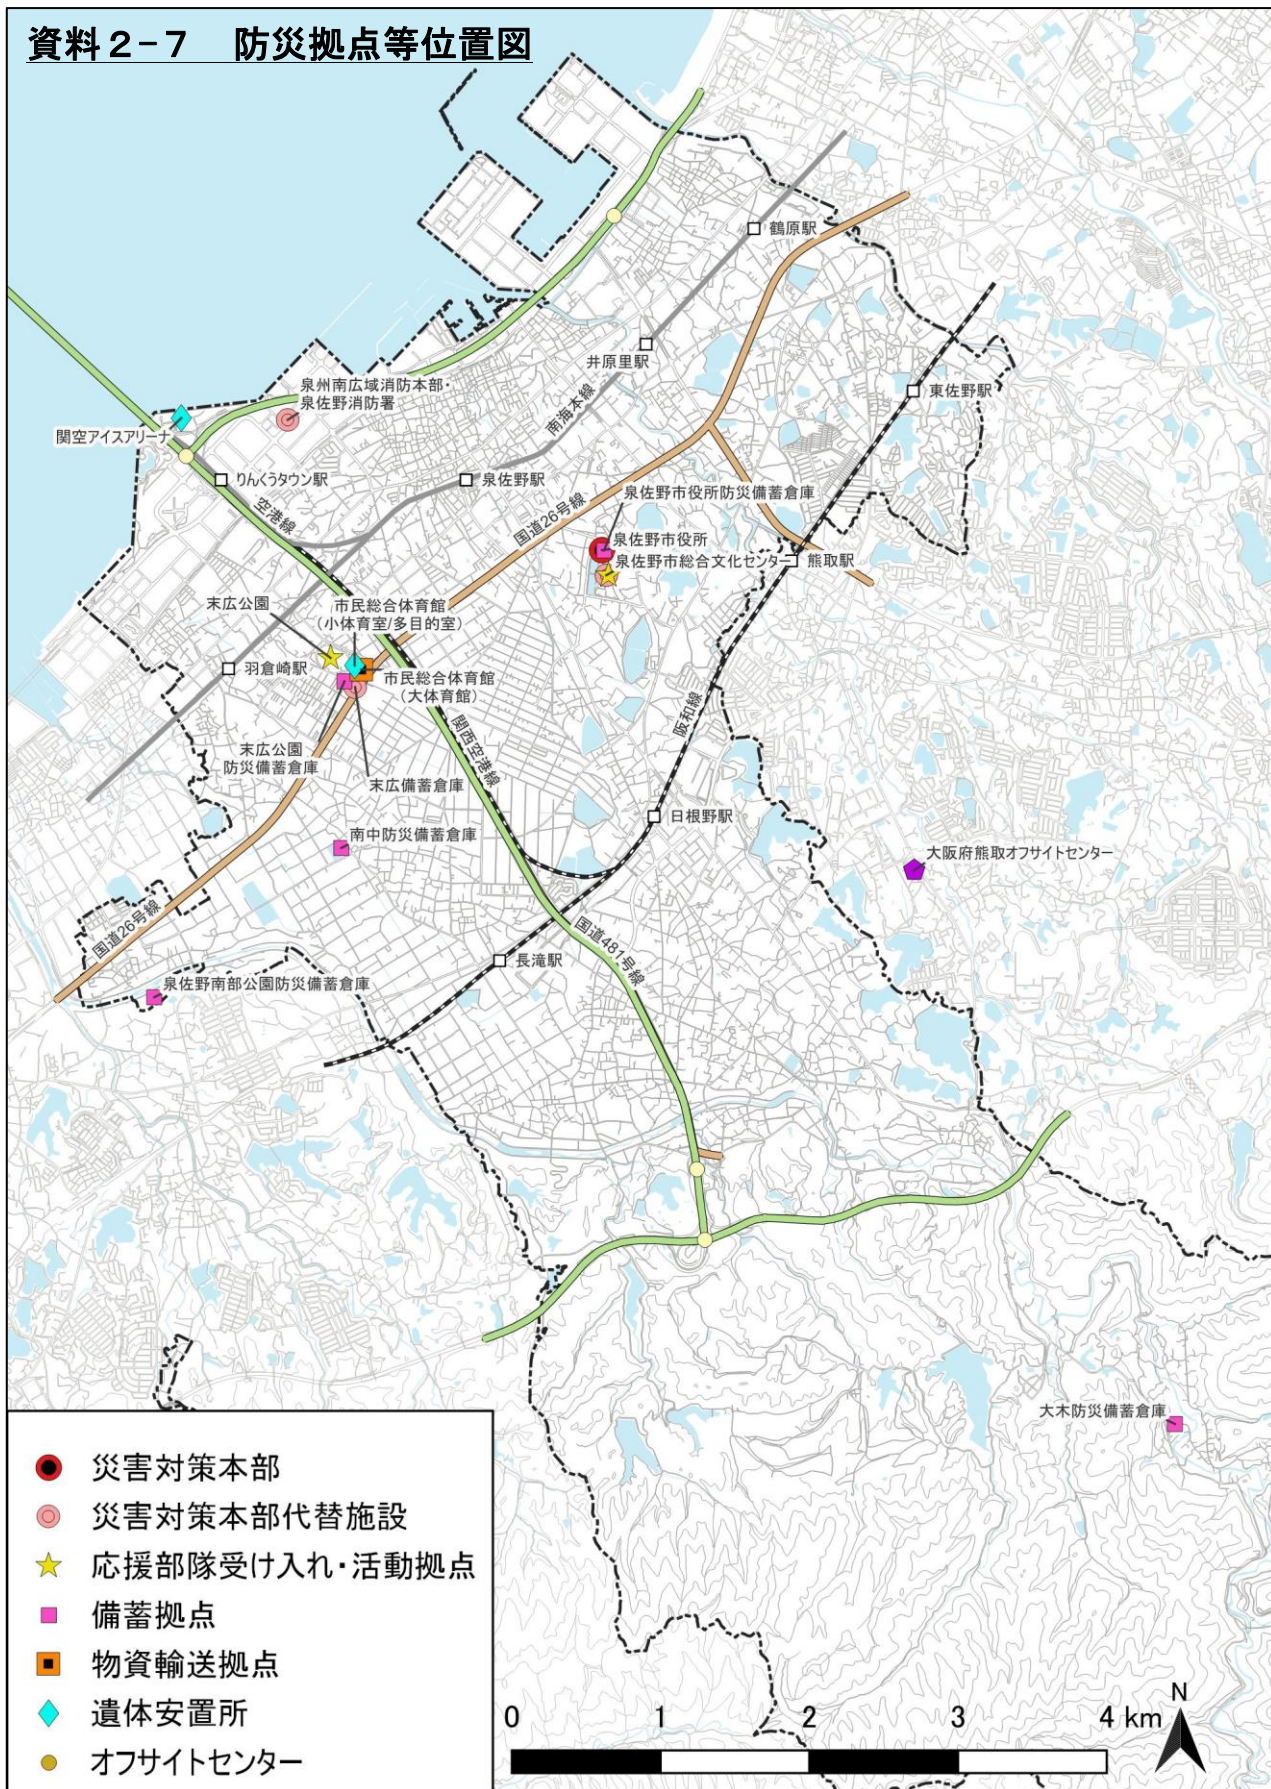 資料2-7　防災拠点等位置図
鶴原駅
井原里駅
東佐野駅
南海本線
泉州南広域消防本部・
泉佐野消防署
関空アイスアリーナ
りんくうタウン駅
泉佐野駅
空港線
国道26号線
泉佐野市役所防災備蓄倉庫
泉佐野市役所
泉佐野市総合文化センター
熊取駅
末広公園
市民総合体育館
(小体育室/多目的室)
羽倉崎駅
市民総合体育館
(大体育館)
阪和線
関西空港線
末広公園
防災備蓄倉庫
末広備蓄倉庫
日根野駅
南中防災備蓄倉庫
大阪府熊取オフサイトセンター
国道26号線
国道481号線
長滝駅
泉佐野南部公園防災備蓄倉庫
大木防災備蓄倉庫
災害対策本部
災害対策本部代替施設
応援部隊受け入れ・活動拠点
備蓄拠点
物資輸送拠点
遺体安置所
オフサイトセンター
0 1 2 3 4 km
N